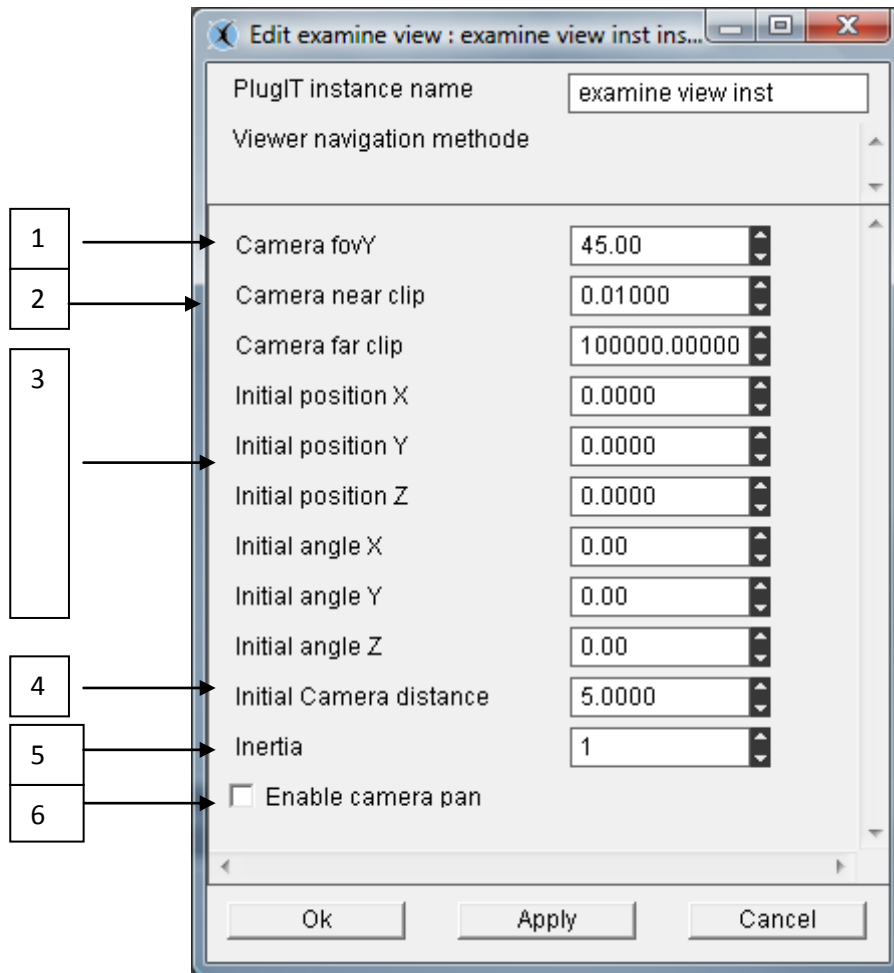 Edit examine view : examine view inst ins...
PlugIT instance name examine view inst
Viewer navigation methode
1 Camera fovY 45.00
2 Camera near clip 0.01000
Camera far clip 100000.00000
3 Initial position X 0.0000
Initial position Y 0.0000
Initial position Z 0.0000
Initial angle X 0.00
Initial angle Y 0.00
Initial angle Z 0.00
4 Initial Camera distance 5.0000
5 Inertia 1
6 Enable camera pan
Ok Apply Cancel